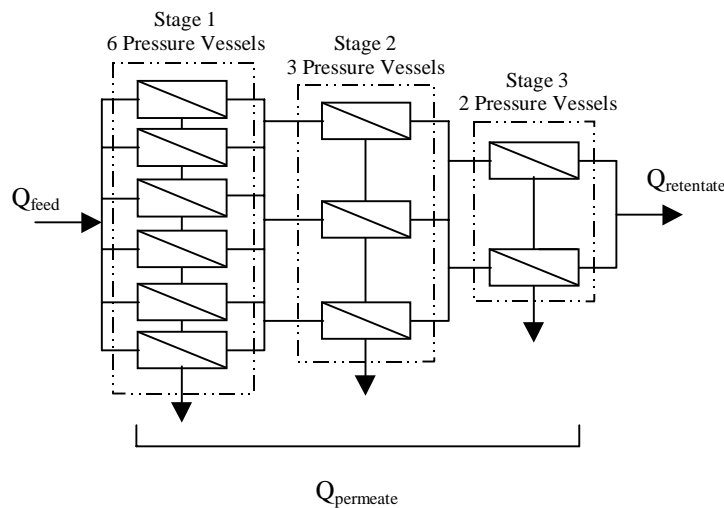 Stage 1
6 Pressure Vessels
Stage 2
3 Pressure Vessels
Stage 3
2 Pressure Vessels
Qfeed
Qretentate
Qpermeate